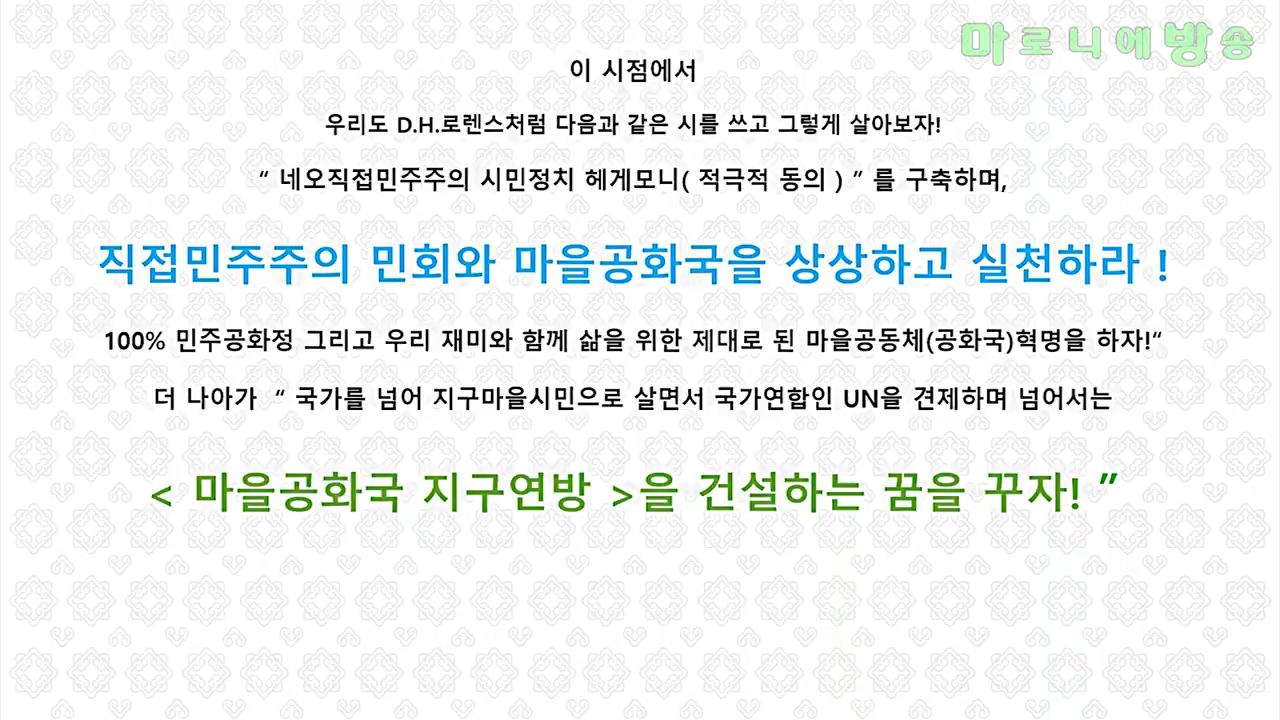 마로니에방송
이 시점에서
우리도 D.H.로렌스처럼 다음과 같은 시를 쓰고 그렇게 살아보자!
“ 네오직접민주주의 시민정치 헤게모니( 적극적 동의 ) ” 를 구축하며,
직접민주주의 민회와 마을공화국을 상상하고 실천하라 !
100% 민주공화정 그리고 우리 재미와 함께 삶을 위한 제대로 된 마을공동체(공화국)혁명을 하자!“
더 나아가 “ 국가를 넘어 지구마을시민으로 살면서 국가연합인 UN을 견제하며 넘어서는
< 마을공화국 지구연방 >을 건설하는 꿈을 꾸자! ”